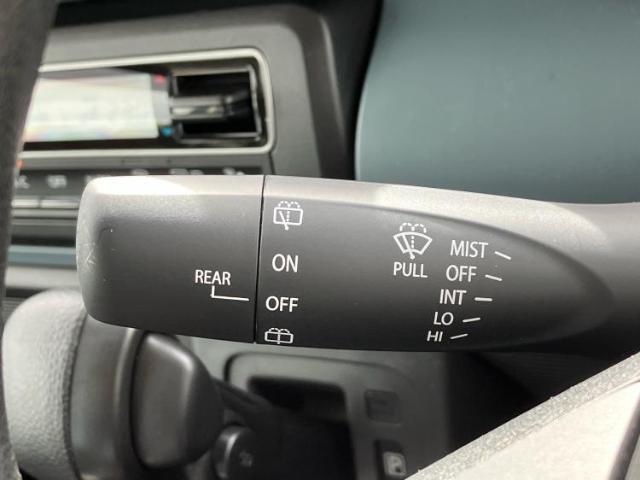 REAR
ON
OFF
PULL
MIST
OFF
INT
LO
HI